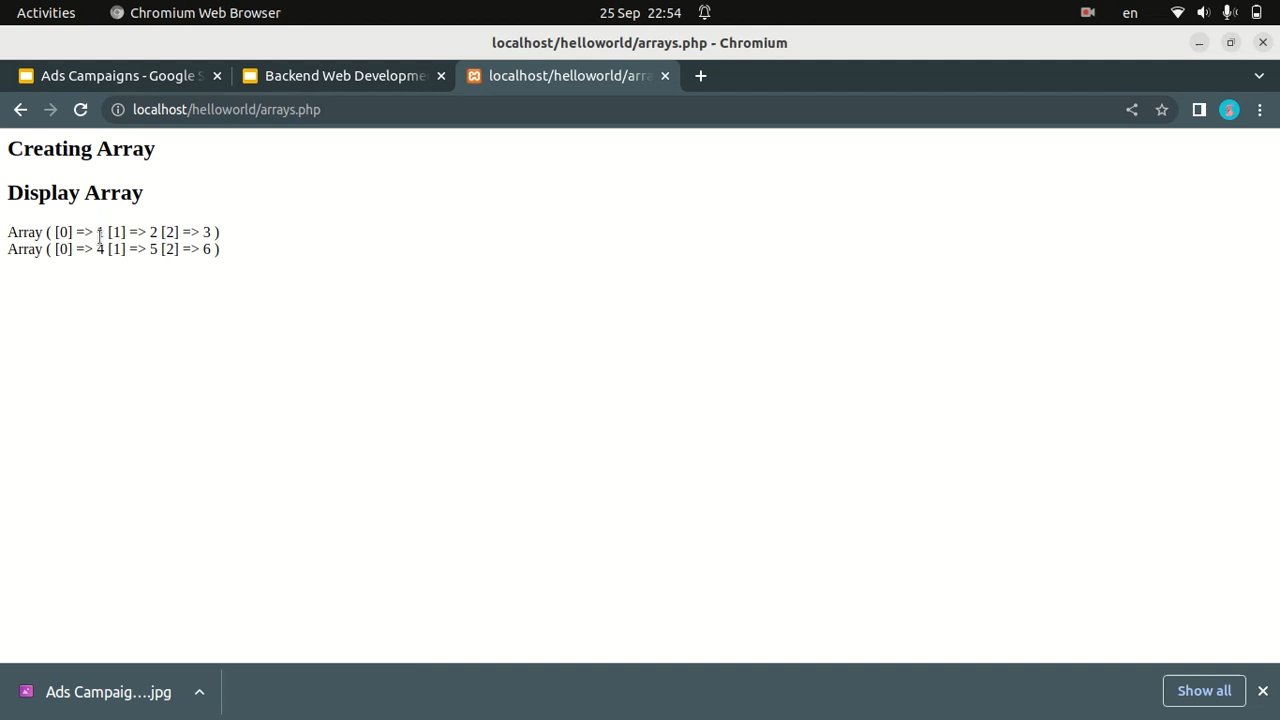 Activities Chromium Web Browser 25 Sep 22:54 en
localhost/helloworld/arrays.php - Chromium
Ads Campaigns - Google S Backend Web Developme localhost/helloworld/arra
localhost/helloworld/arrays.php
Creating Array
Display Array
Array ( [0] => 1 [1] => 2 [2] => 3 )
Array ( [0] => 4 [1] => 5 [2] => 6 )
Ads Campaig....jpg Show all